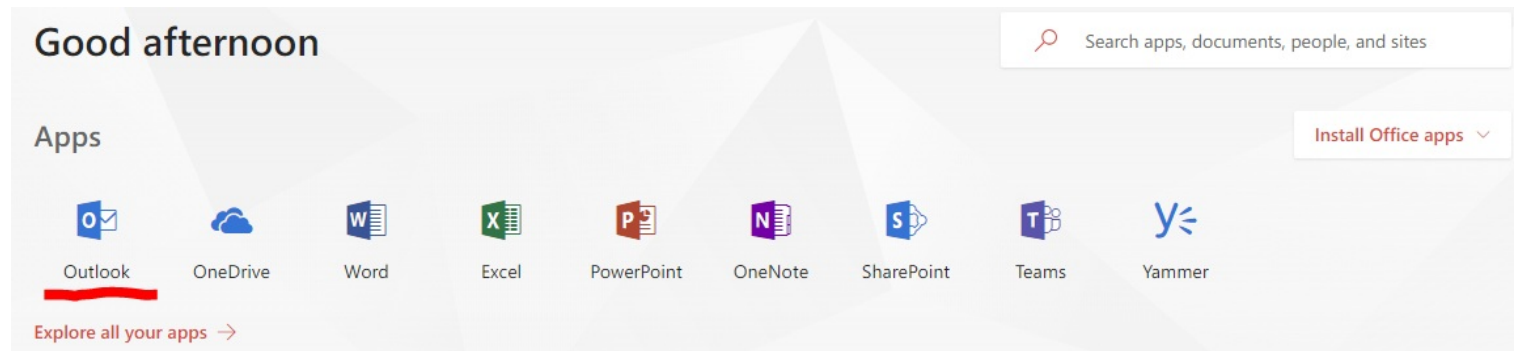 Good afternoon
Search apps, documents, people, and sites
Apps
Install Office apps
Outlook OneDrive Word Excel PowerPoint OneNote SharePoint Teams Yammer
Explore all your apps →